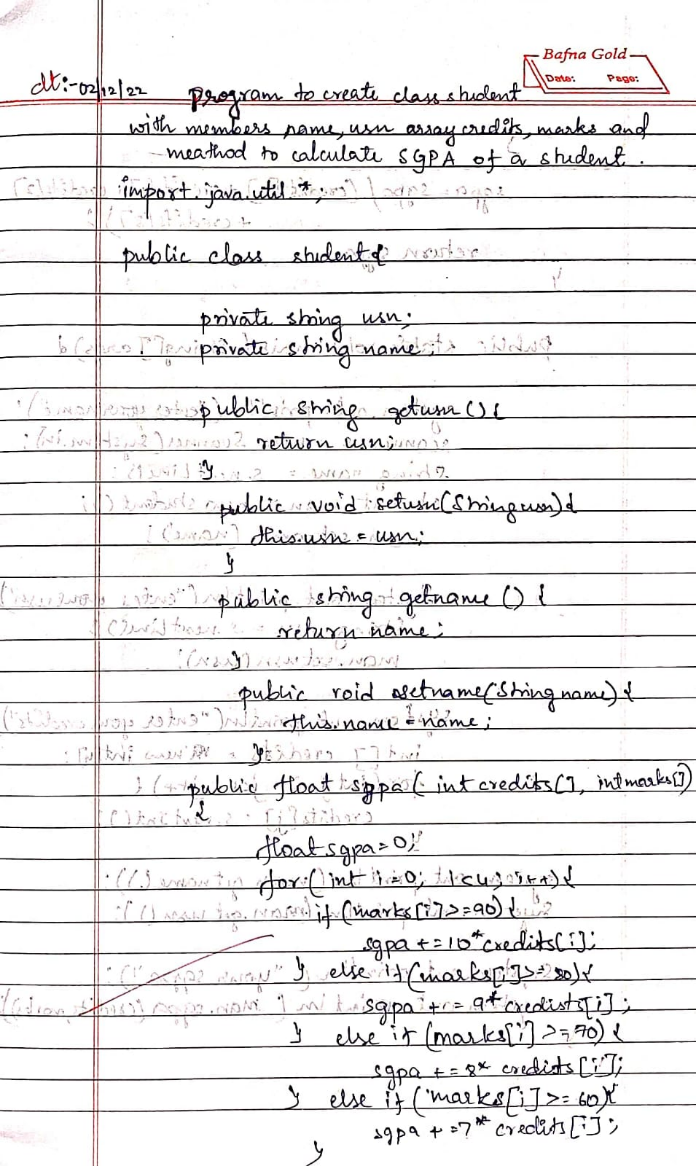 Bafna Gold
Date: Page:
dt:-02/12/22 program to create class student
with members name, usn array credits, marks and
meathod to calculate SGPA of a student.
import.java.util *;
public class student{
private string usn;
private string name;
public string getusn () {
return usn;
}
public void setusn(String usn){
this.usn = usn;
}
public string getname () {
return name;
}
public void setname(String name) {
this.name = name;
}
public float sgpa ( int credits[], int marks[])
{
float sgpa=0;
for (int i=0; i<4; i++) {
if (marks[i]>=90) {
sgpa +=10*credits[i];
} else if (marks[i]>=80){
sgpa += 9* credists[i];
} else if (marks[i] >=70) {
sgpa += 8* credists [i];
} else if (marks[i]>=60){
sgpa +=7* credits[i];
}